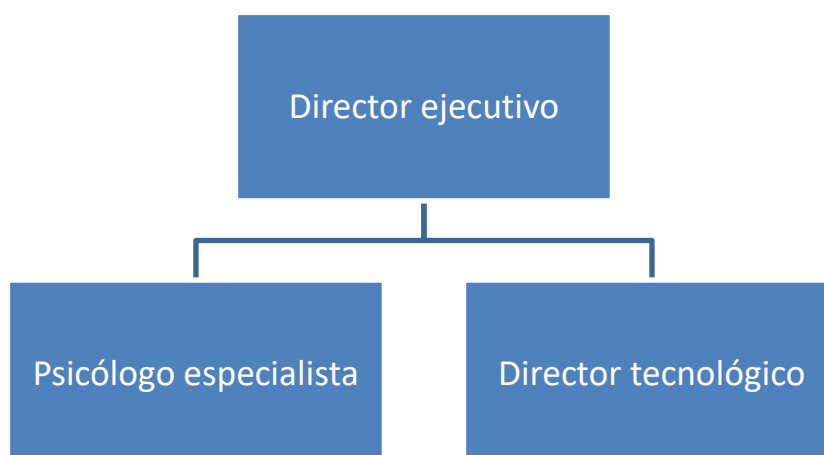 Director ejecutivo
Psicólogo especialista
Director tecnológico